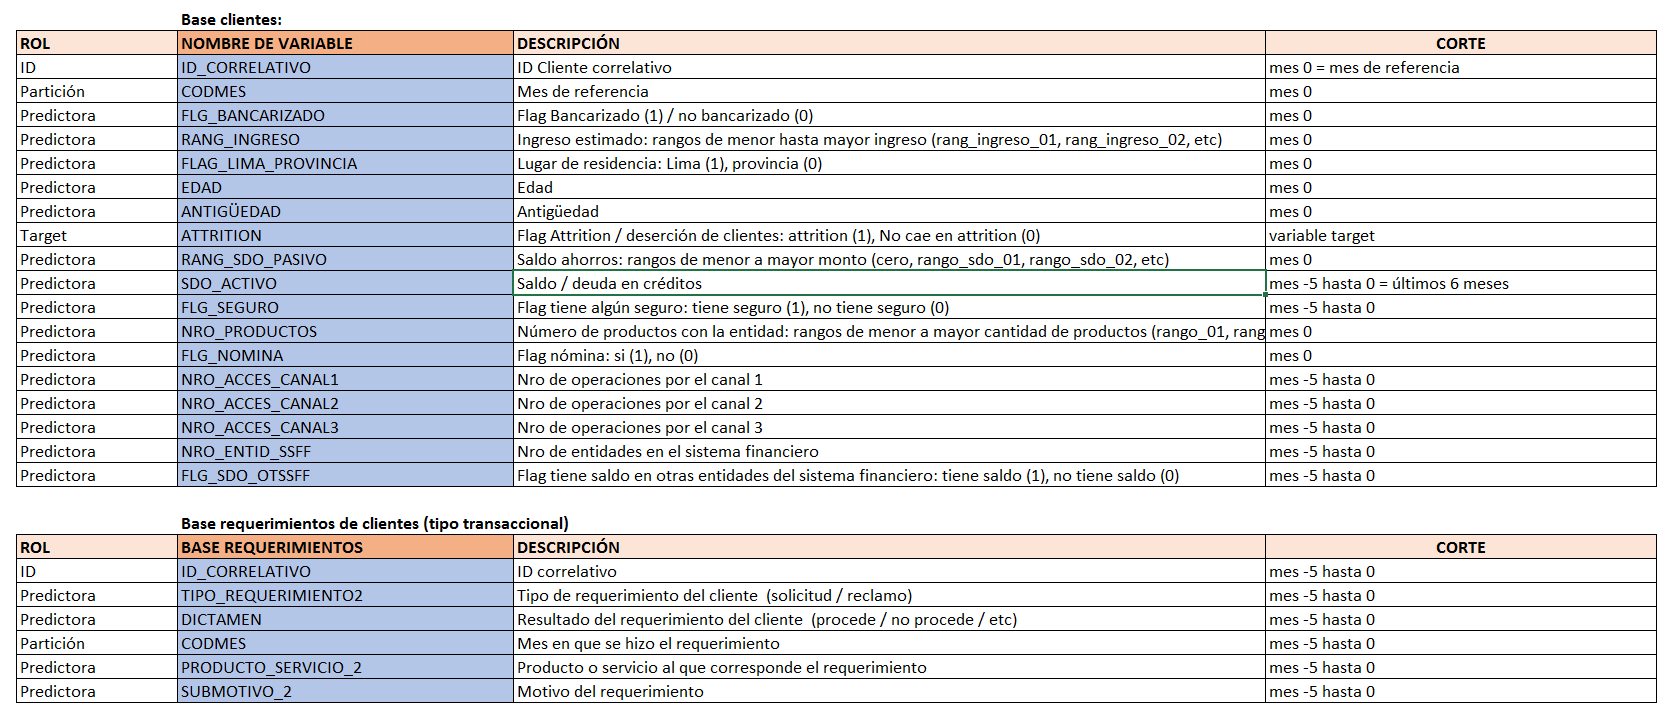 Base clientes:
ROL NOMBRE DE VARIABLE DESCRIPCIÓN CORTE
ID ID_CORRELATIVO ID Cliente correlativo mes 0 = mes de referencia
Partición CODMES Mes de referencia mes 0
Predictora FLG_BANCARIZADO Flag Bancarizado (1) / no bancarizado (0) mes 0
Predictora RANG_INGRESO Ingreso estimado: rangos de menor hasta mayor ingreso (rang_ingreso_01, rang_ingreso_02, etc) mes 0
Predictora FLAG_LIMA_PROVINCIA Lugar de residencia: Lima (1), provincia (0) mes 0
Predictora EDAD Edad mes 0
Predictora ANTIGÜEDAD Antigüedad mes 0
Target ATTRITION Flag Attrition / deserción de clientes: attrition (1), No cae en attrition (0) variable target
Predictora RANG_SDO_PASIVO Saldo ahorros: rangos de menor a mayor monto (cero, rango_sdo_01, rango_sdo_02, etc) mes 0
Predictora SDO_ACTIVO Saldo / deuda en créditos mes -5 hasta 0 = últimos 6 meses
Predictora FLG_SEGURO Flag tiene algún seguro: tiene seguro (1), no tiene seguro (0) mes -5 hasta 0
Predictora NRO_PRODUCTOS Número de productos con la entidad: rangos de menor a mayor cantidad de productos (rango_01, rang mes 0
Predictora FLG_NOMINA Flag nómina: si (1), no (0) mes 0
Predictora NRO_ACCES_CANAL1 Nro de operaciones por el canal 1 mes -5 hasta 0
Predictora NRO_ACCES_CANAL2 Nro de operaciones por el canal 2 mes -5 hasta 0
Predictora NRO_ACCES_CANAL3 Nro de operaciones por el canal 3 mes -5 hasta 0
Predictora NRO_ENTID_SSFF Nro de entidades en el sistema financiero mes -5 hasta 0
Predictora FLG_SDO_OTSSFF Flag tiene saldo en otras entidades del sistema financiero: tiene saldo (1), no tiene saldo (0) mes -5 hasta 0
Base requerimientos de clientes (tipo transaccional)
ROL BASE REQUERIMIENTOS DESCRIPCIÓN CORTE
ID ID_CORRELATIVO ID correlativo mes -5 hasta 0
Predictora TIPO_REQUERIMIENTO2 Tipo de requerimiento del cliente (solicitud / reclamo) mes -5 hasta 0
Predictora DICTAMEN Resultado del requerimiento del cliente (procede / no procede / etc) mes -5 hasta 0
Partición CODMES Mes en que se hizo el requerimiento mes -5 hasta 0
Predictora PRODUCTO_SERVICIO_2 Producto o servicio al que corresponde el requerimiento mes -5 hasta 0
Predictora SUBMOTIVO_2 Motivo del requerimiento mes -5 hasta 0